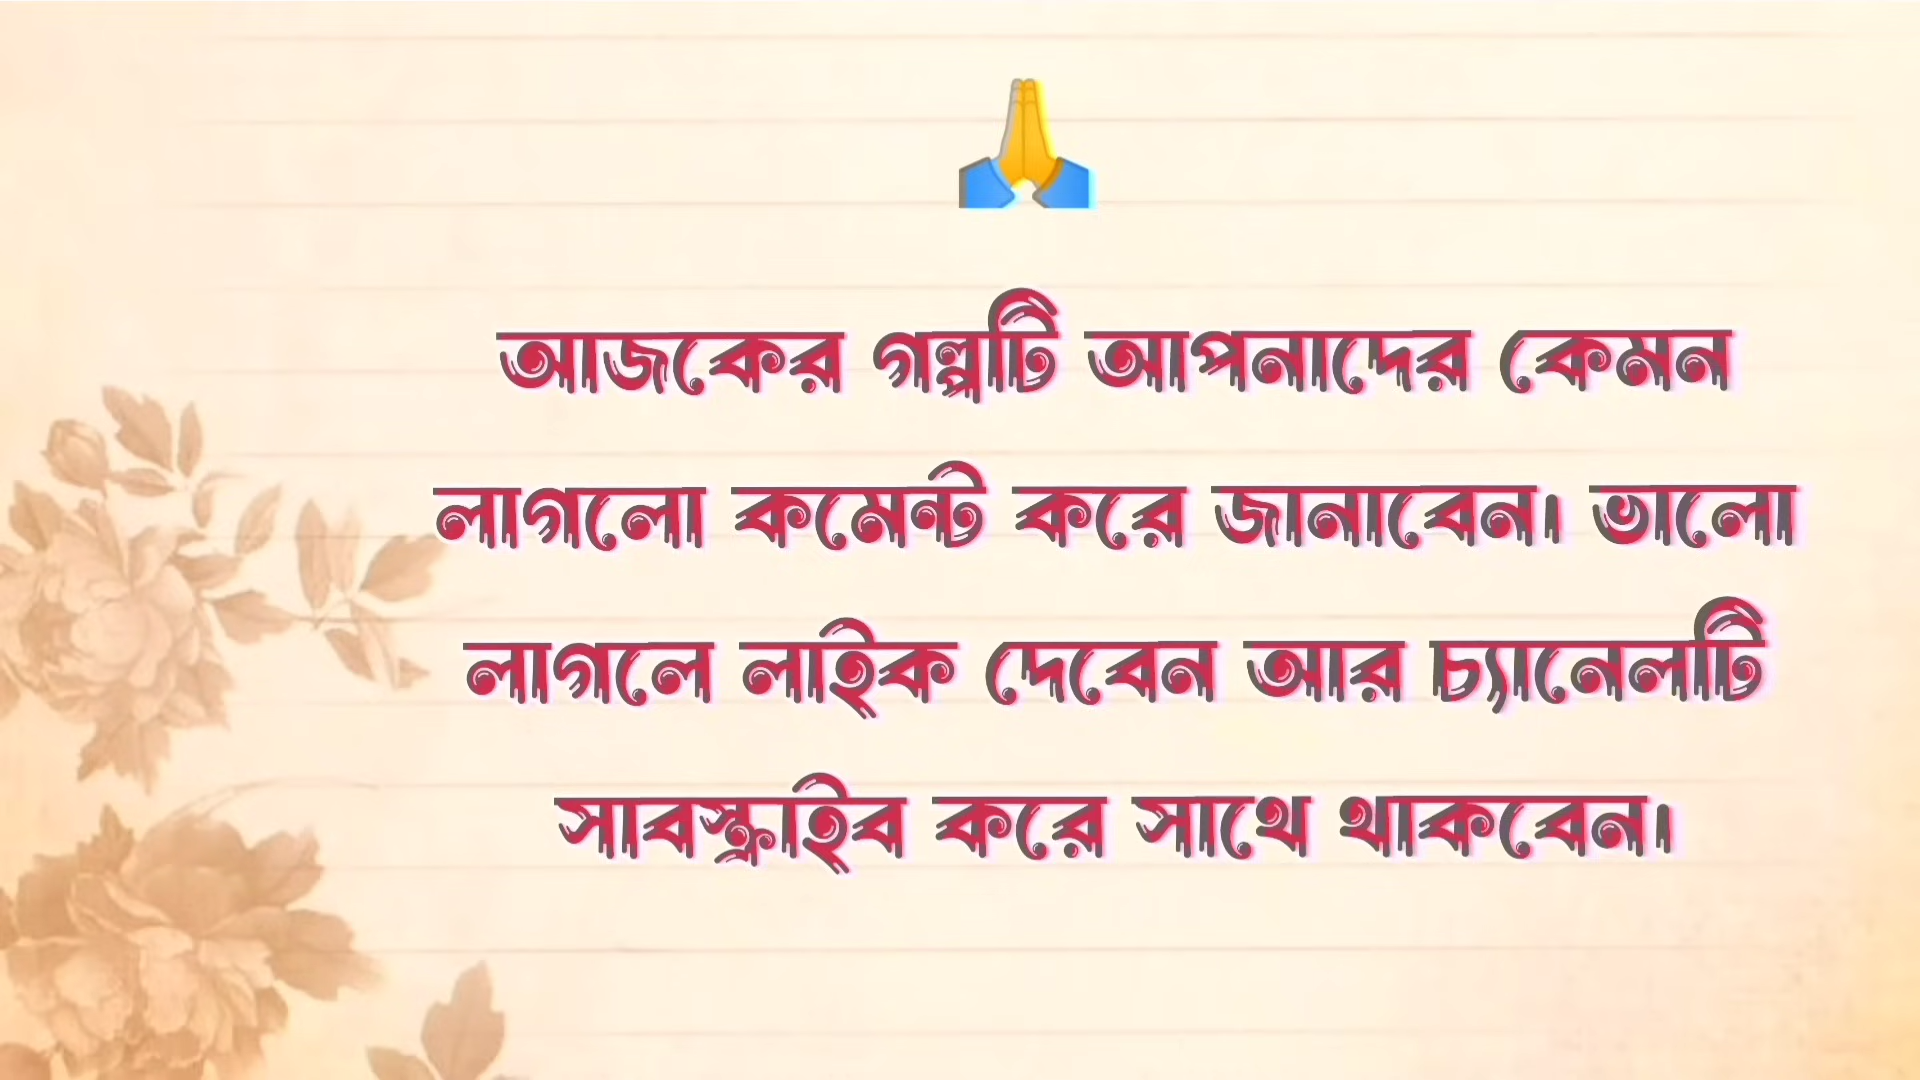 আজকের গল্পটি আপনাদের কেমন
লাগলো কমেন্ট করে জানাবেন। ভালো
লাগলে লাইক দেবেন আর চ্যানেলটি
সাবস্ক্রাইব করে সাথে থাকবেন।